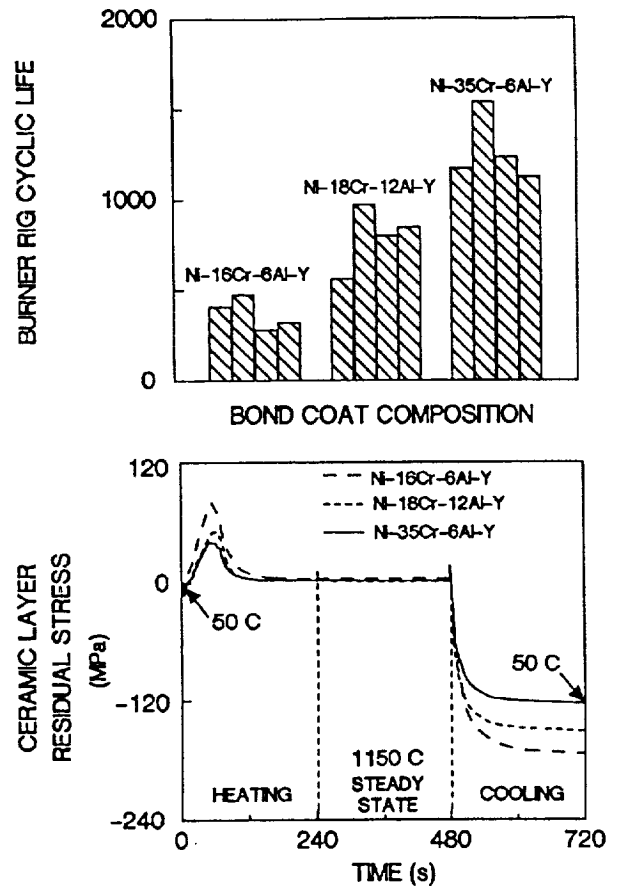 2000
1000
0
BURNER RIG CYCLIC LIFE
Ni-16Cr-6Al-Y
Ni-18Cr-12Al-Y
Ni-35Cr-6Al-Y
BOND COAT COMPOSITION
120
0
-120
-240
CERAMIC LAYER
RESIDUAL STRESS
(MPa)
Ni-16Cr-6Al-Y
Ni-18Cr-12Al-Y
Ni-35Cr-6Al-Y
50 C
50 C
HEATING
1150 C
STEADY
STATE
COOLING
0
240
480
720
TIME (s)